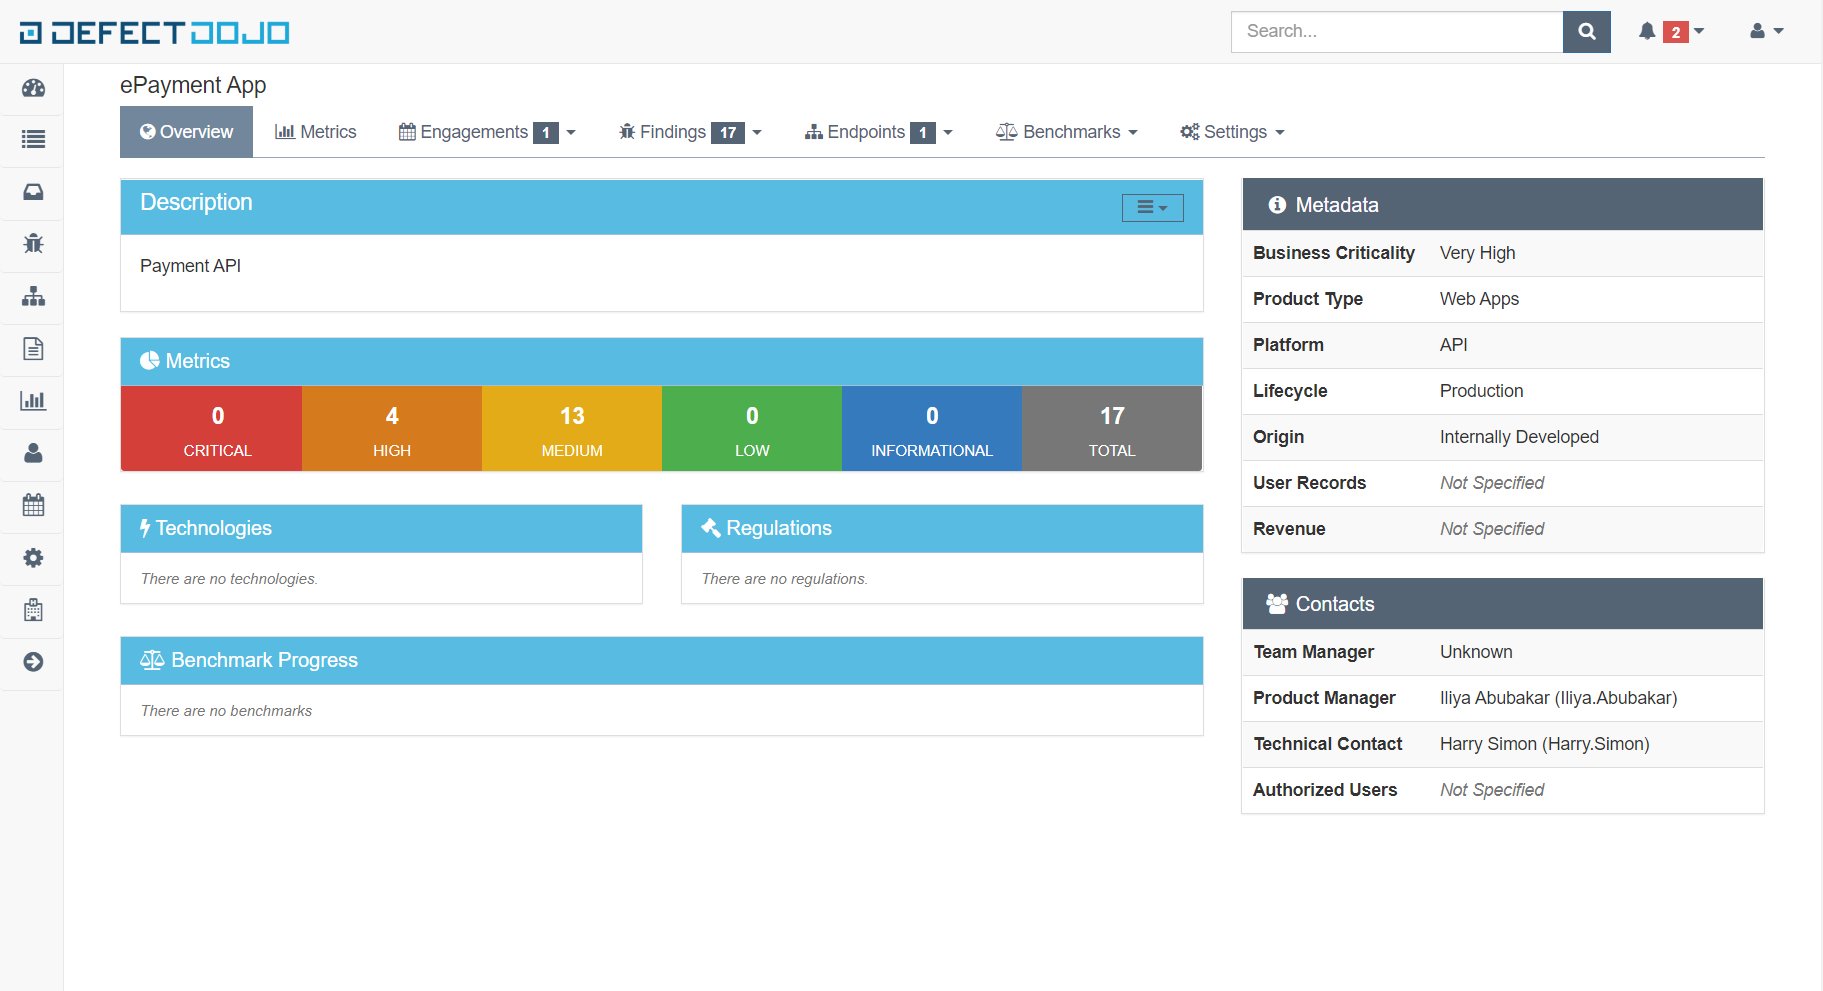 DEFECTDOJO
Search...
2
ePayment App
Overview
Metrics
Engagements 1
Findings 17
Endpoints 1
Benchmarks
Settings
Description
Payment API
Metrics
0
CRITICAL
4
HIGH
13
MEDIUM
0
LOW
0
INFORMATIONAL
17
TOTAL
Technologies
There are no technologies.
Regulations
There are no regulations.
Benchmark Progress
There are no benchmarks
Metadata
Business Criticality Very High
Product Type Web Apps
Platform API
Lifecycle Production
Origin Internally Developed
User Records Not Specified
Revenue Not Specified
Contacts
Team Manager Unknown
Product Manager Iliya Abubakar (Iliya.Abubakar)
Technical Contact Harry Simon (Harry.Simon)
Authorized Users Not Specified